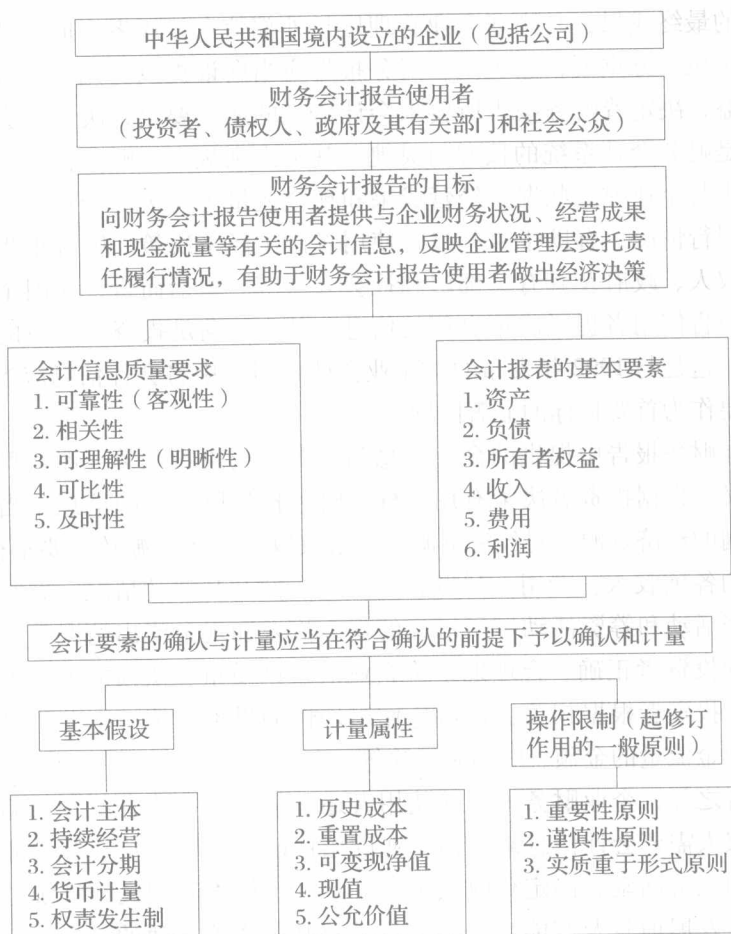 中华人民共和国境内设立的企业（包括公司）
财务会计报告使用者
（投资者、债权人、政府及其有关部门和社会公众）
财务会计报告的目标
向财务会计报告使用者提供与企业财务状况、经营成果
和现金流量等有关的会计信息，反映企业管理层受托责
任履行情况，有助于财务会计报告使用者做出经济决策
会计信息质量要求
1. 可靠性（客观性）
2. 相关性
3. 可理解性（明晰性）
4. 可比性
5. 及时性
会计报表的基本要素
1. 资产
2. 负债
3. 所有者权益
4. 收入
5. 费用
6. 利润
会计要素的确认与计量应当在符合确认的前提下予以确认和计量
基本假设
1. 会计主体
2. 持续经营
3. 会计分期
4. 货币计量
5. 权责发生制
计量属性
1. 历史成本
2. 重置成本
3. 可变现净值
4. 现值
5. 公允价值
操作限制（起修订
作用的一般原则）
1. 重要性原则
2. 谨慎性原则
3. 实质重于形式原则